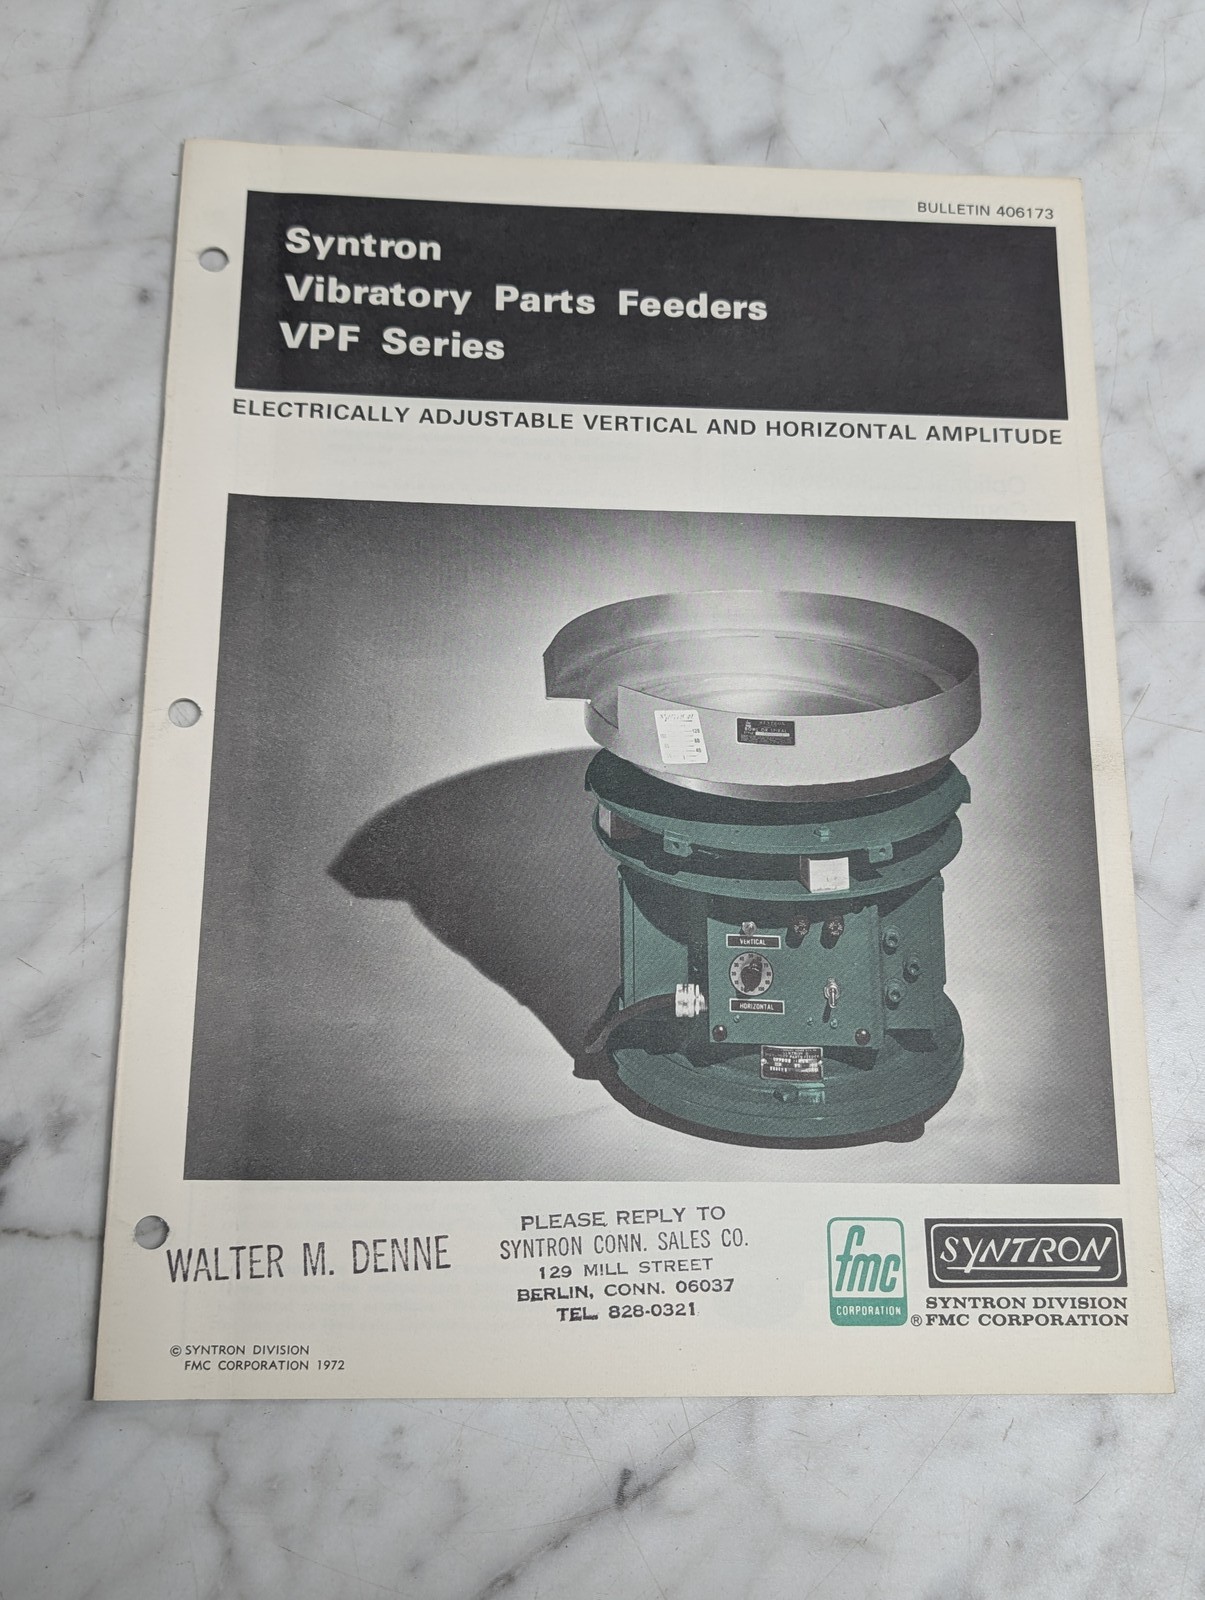 BULLETIN 406173
Syntron
Vibratory Parts Feeders
VPF Series
ELECTRICALLY ADJUSTABLE VERTICAL AND HORIZONTAL AMPLITUDE
SYNTRON
VERTICAL
HORIZONTAL
WALTER M. DENNE
PLEASE REPLY TO
SYNTRON CONN. SALES CO.
129 MILL STREET
BERLIN, CONN. 06037
TEL. 828-0321
fmc
CORPORATION
®
SYNTRON
SYNTRON DIVISION
FMC CORPORATION
© SYNTRON DIVISION
FMC CORPORATION 1972